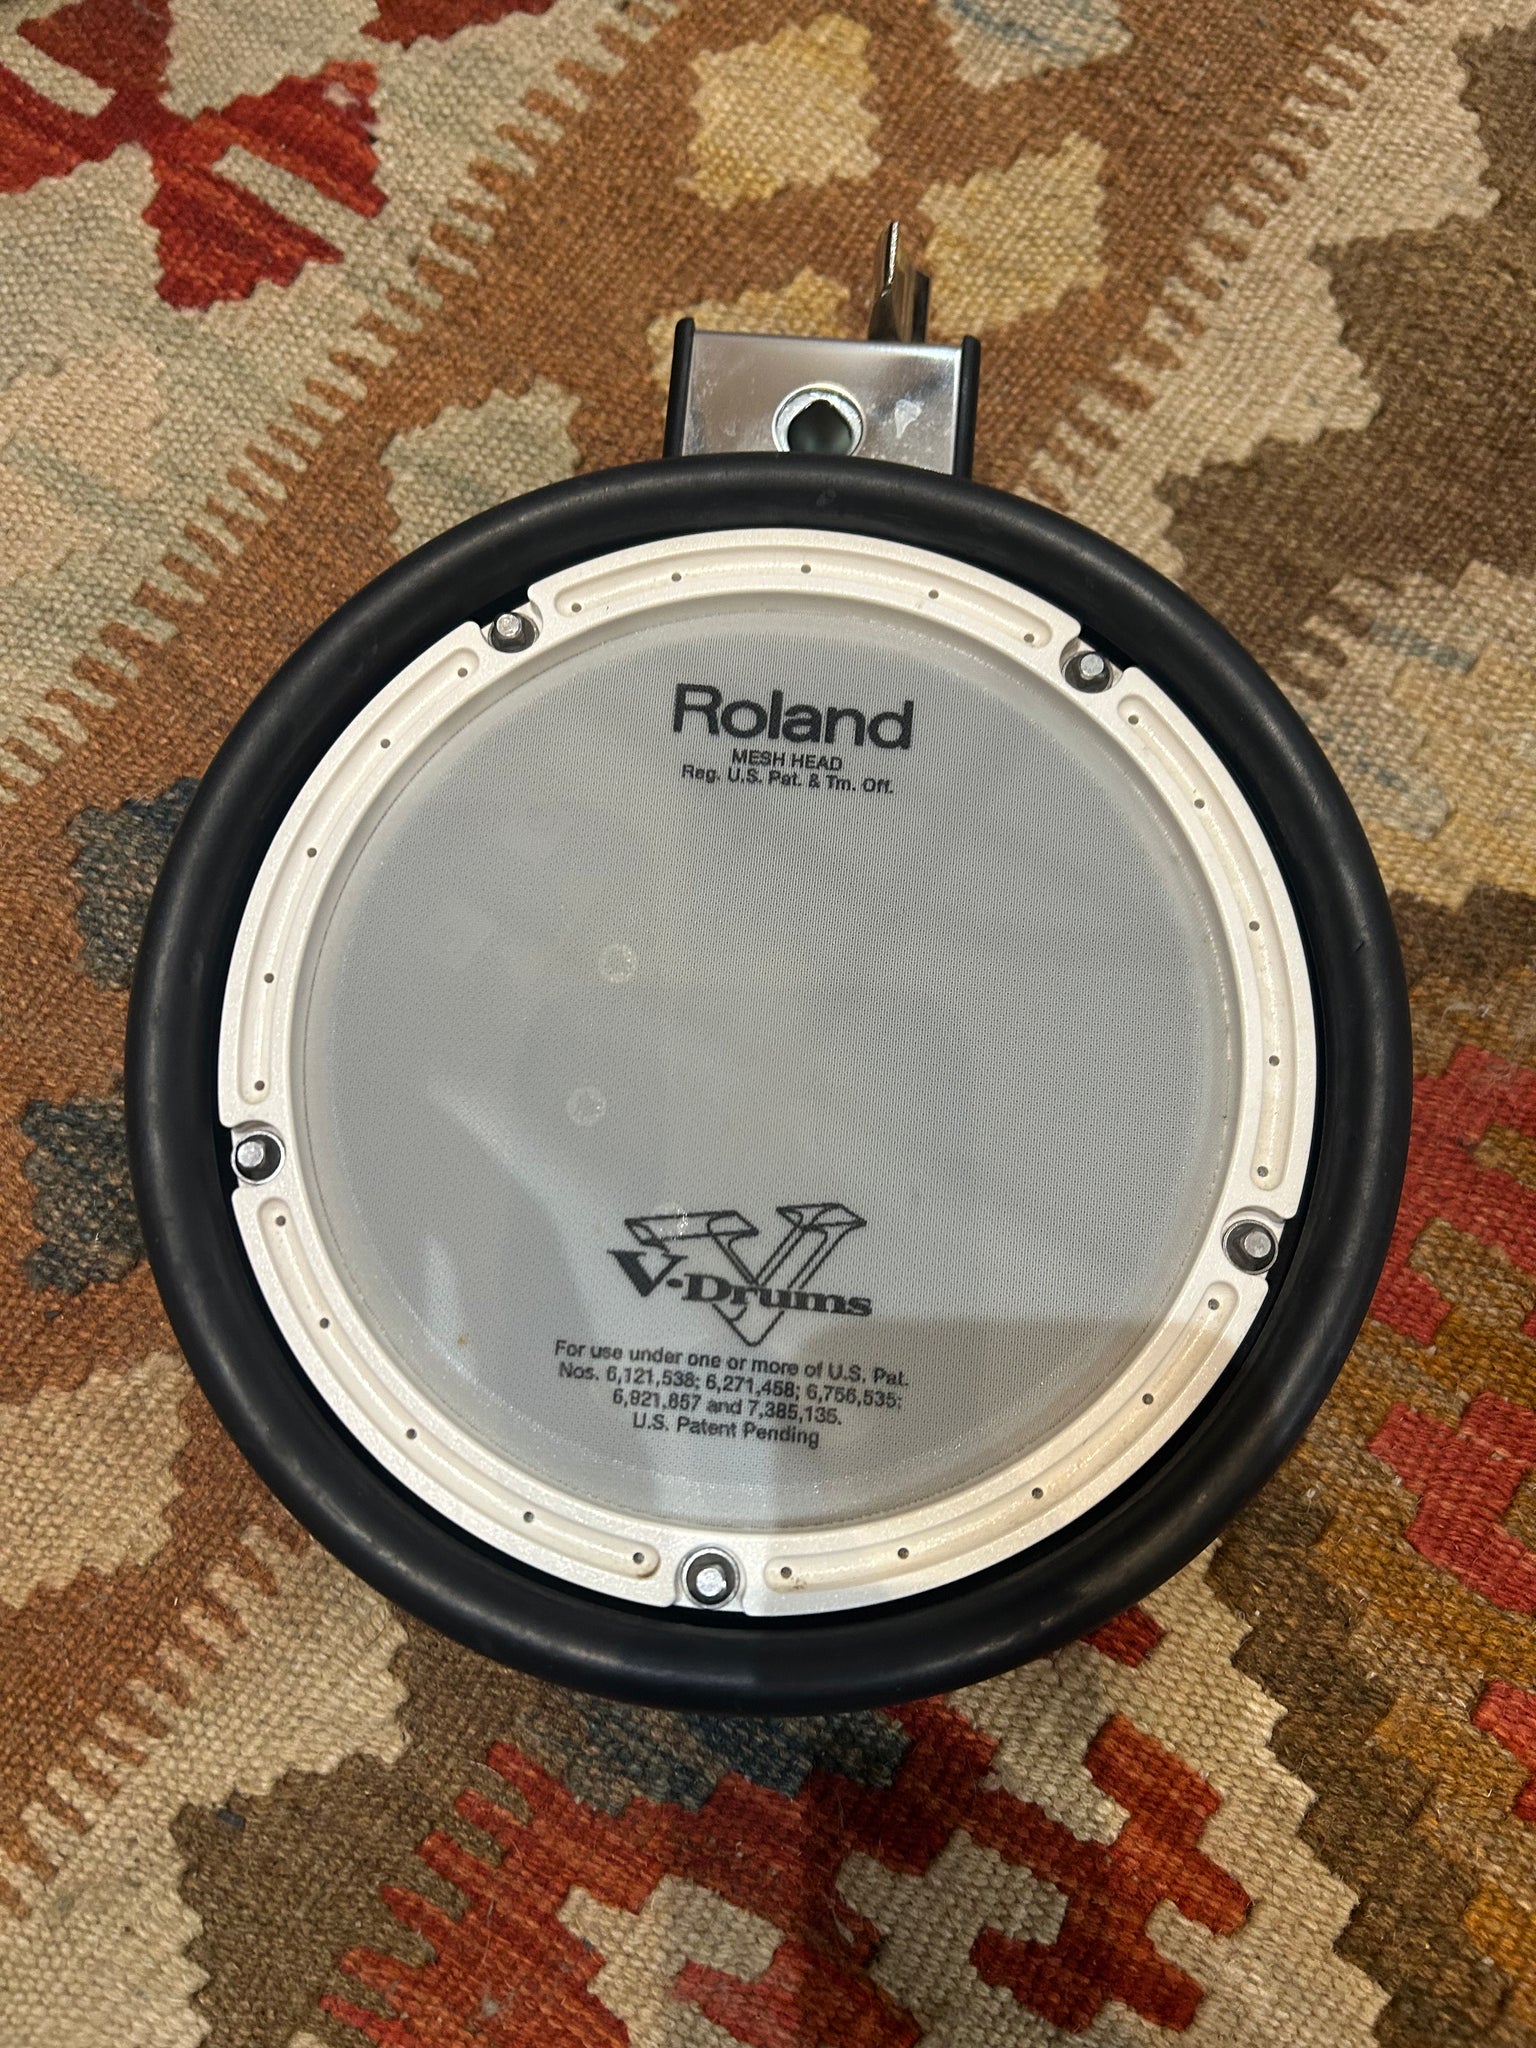 Roland
MESH HEAD
Reg. U.S. Pat. & Tm. Off.
V-Drums
For use under one or more of U.S. Pat.
Nos. 6,121,538; 6,271,458; 6,756,535;
6,921,857 and 7,385,135.
U.S. Patent Pending